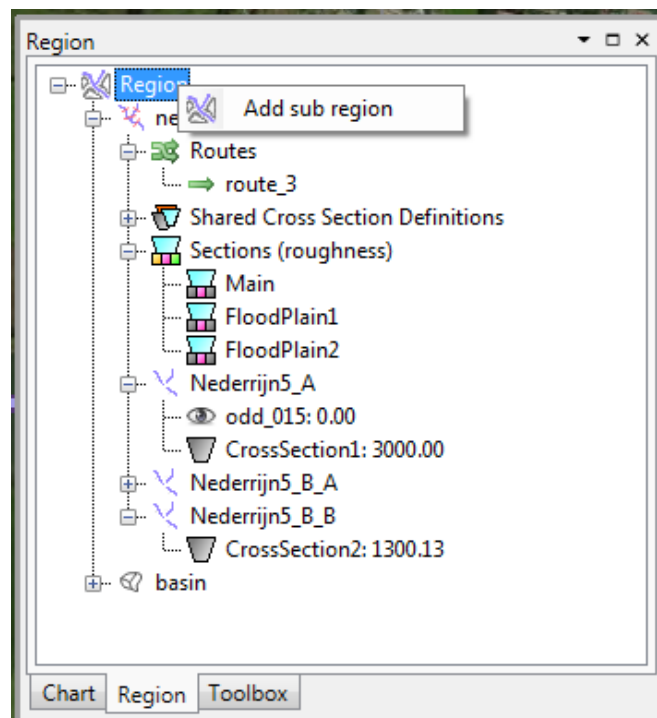 Region
Region
Add sub region
ne
Routes
route_3
Shared Cross Section Definitions
Sections (roughness)
Main
FloodPlain1
FloodPlain2
Nederrijn5_A
odd_015: 0.00
CrossSection1: 3000.00
Nederrijn5_B_A
Nederrijn5_B_B
CrossSection2: 1300.13
basin
Chart Region Toolbox